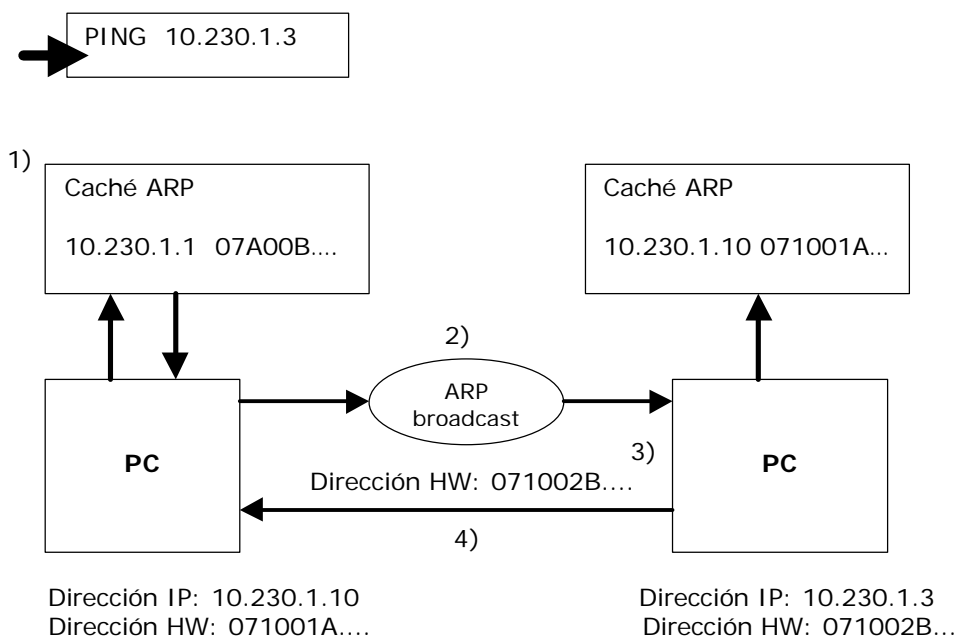 PING 10.230.1.3
1)
Caché ARP
10.230.1.1 07A00B....
Caché ARP
10.230.1.10 071001A...
2)
ARP
broadcast
PC
3)
PC
Dirección HW: 071002B....
4)
Dirección IP: 10.230.1.10
Dirección HW: 071001A....
Dirección IP: 10.230.1.3
Dirección HW: 071002B...